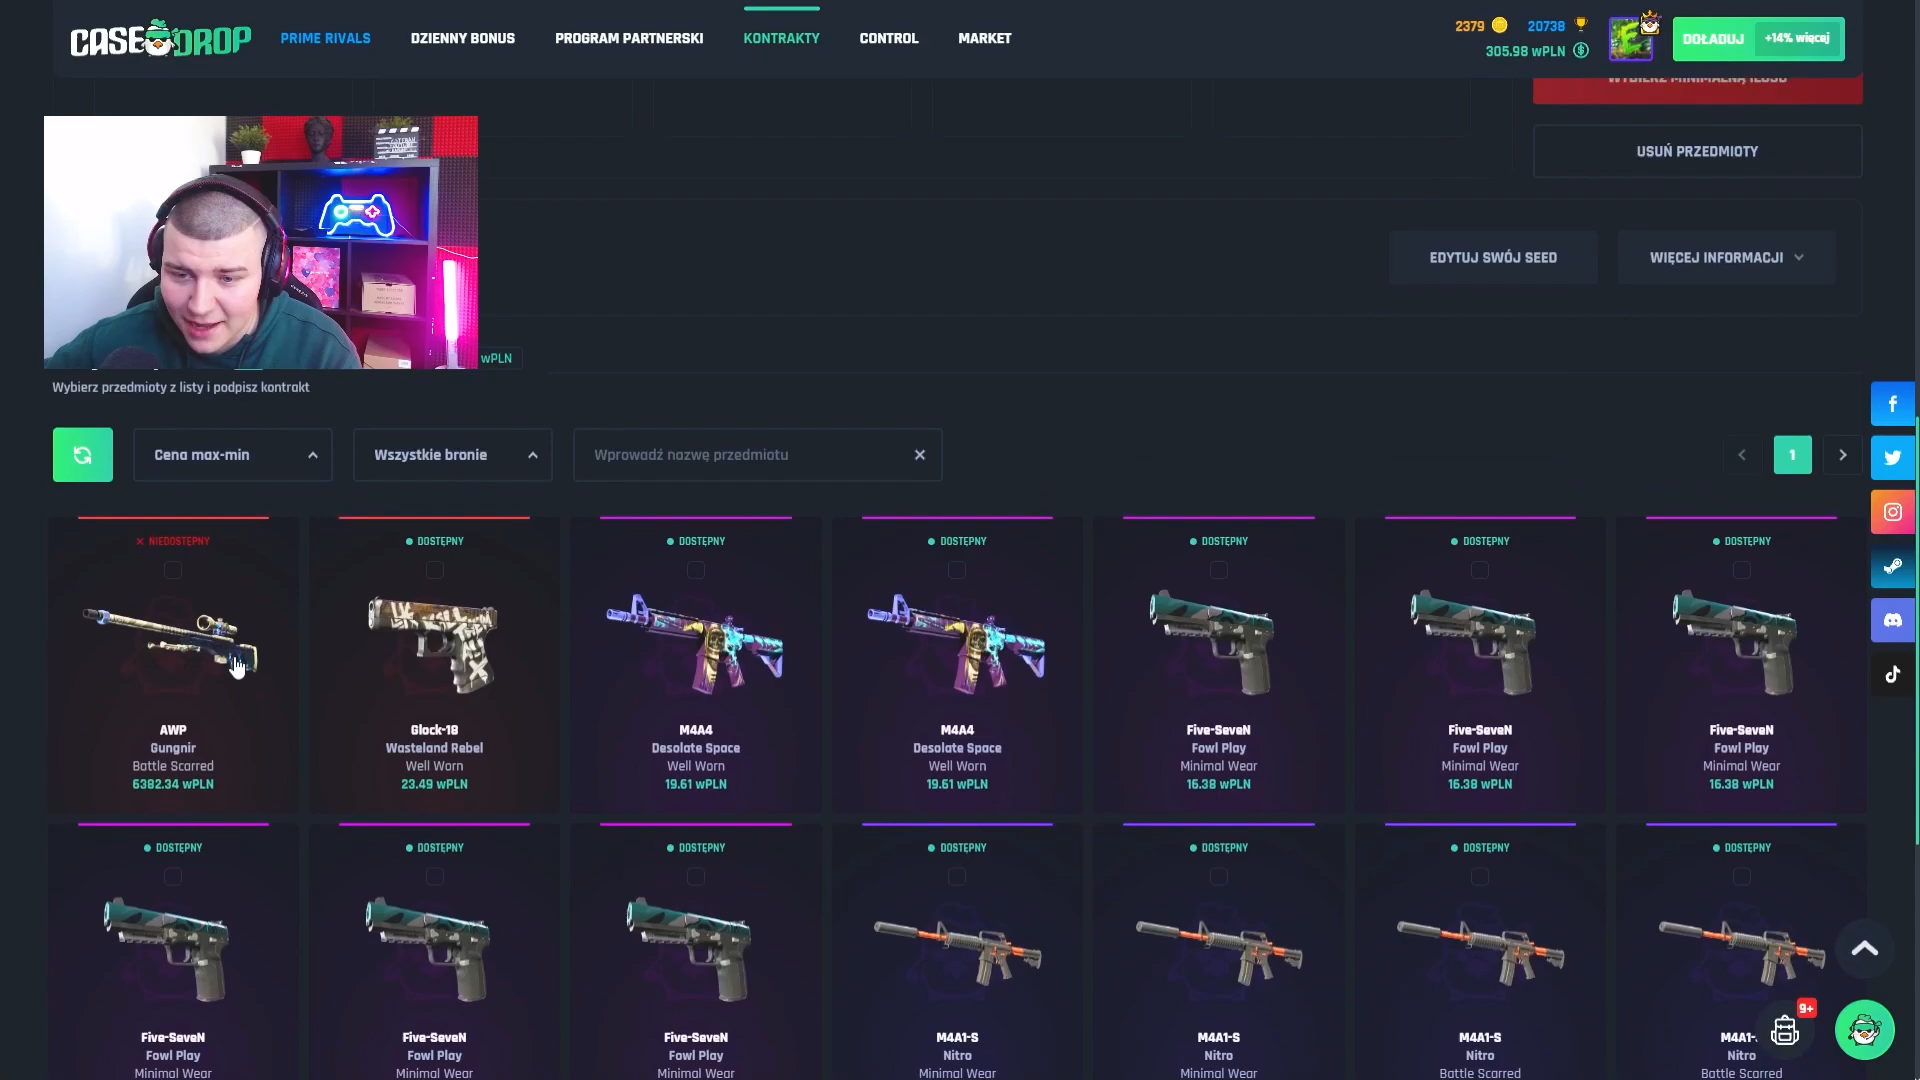 CASE DROP
PRIME RIVALS
DZIENNY BONUS
PROGRAM PARTNERSKI
KONTRAKTY
CONTROL
MARKET
2379
20738
305.98 wPLN
DOŁADUJ
+14% więcej
WYBIERZ MINIMALNĄ ILOŚĆ
USUŃ PRZEDMIOTY
EDYTUJ SWÓJ SEED
WIĘCEJ INFORMACJI
wPLN
Wybierz przedmioty z listy i podpisz kontrakt
Cena max-min
Wszystkie bronie
Wprowadź nazwę przedmiotu
1
NIEDOSTĘPNY
AWP
Gungnir
Battle Scarred
6382.34 wPLN
DOSTĘPNY
Glock-18
Wasteland Rebel
Well Worn
23.49 wPLN
DOSTĘPNY
M4A4
Desolate Space
Well Worn
19.61 wPLN
DOSTĘPNY
M4A4
Desolate Space
Well Worn
19.61 wPLN
DOSTĘPNY
Five-SeveN
Fowl Play
Minimal Wear
16.38 wPLN
DOSTĘPNY
Five-SeveN
Fowl Play
Minimal Wear
16.38 wPLN
DOSTĘPNY
Five-SeveN
Fowl Play
Minimal Wear
16.38 wPLN
DOSTĘPNY
Five-SeveN
Fowl Play
Minimal Wear
DOSTĘPNY
Five-SeveN
Fowl Play
Minimal Wear
DOSTĘPNY
Five-SeveN
Fowl Play
Minimal Wear
DOSTĘPNY
M4A1-S
Nitro
Minimal Wear
DOSTĘPNY
M4A1-S
Nitro
Minimal Wear
DOSTĘPNY
M4A1-S
Nitro
Battle Scarred
DOSTĘPNY
M4A1-
Nitro
Battle Scarred
9+